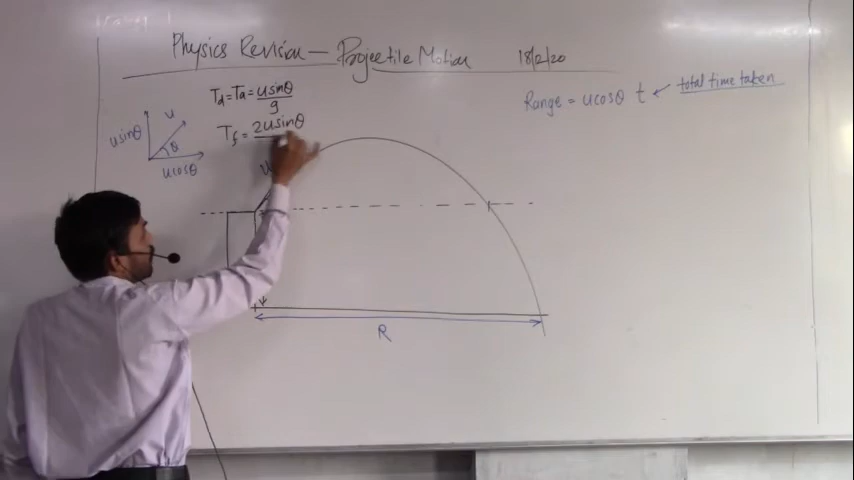 Physics Revision — Projectile Motion 18/2/20
Td = Ta = usinθ/g
Range = ucosθ t ← total time taken
Tf = 2usinθ
u
usinθ
θ
ucosθ
u
R